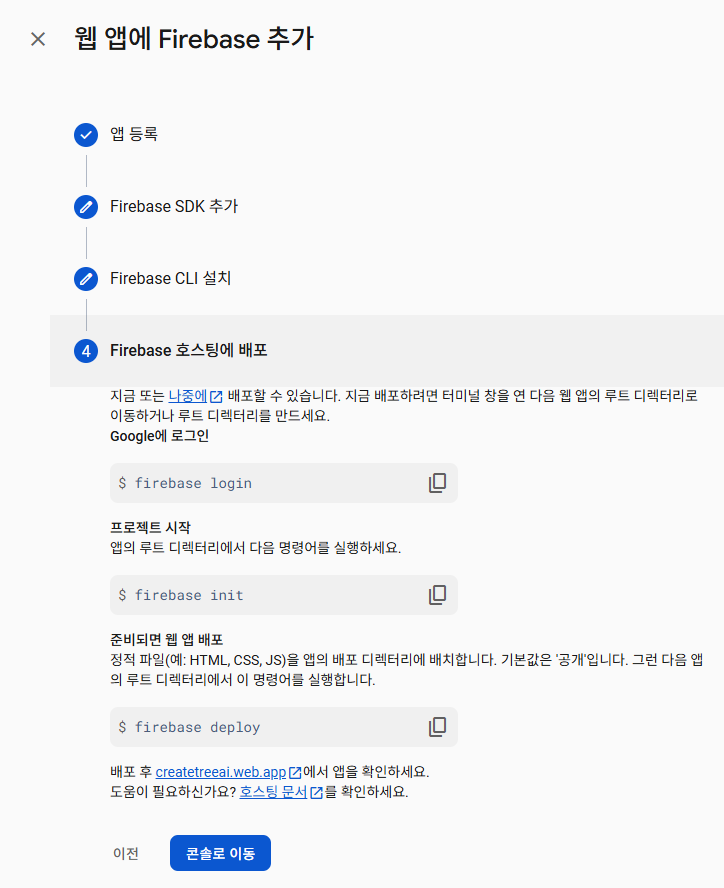 웹 앱에 Firebase 추가
앱 등록
Firebase SDK 추가
Firebase CLI 설치
4 Firebase 호스팅에 배포
지금 또는 나중에 배포할 수 있습니다. 지금 배포하려면 터미널 창을 연 다음 웹 앱의 루트 디렉터리로
이동하거나 루트 디렉터리를 만드세요.
Google에 로그인
$ firebase login
프로젝트 시작
앱의 루트 디렉터리에서 다음 명령어를 실행하세요.
$ firebase init
준비되면 웹 앱 배포
정적 파일(예: HTML, CSS, JS)을 앱의 배포 디렉터리에 배치합니다. 기본값은 '공개'입니다. 그런 다음 앱
의 루트 디렉터리에서 이 명령어를 실행합니다.
$ firebase deploy
배포 후 createtreeai.web.app에서 앱을 확인하세요.
도움이 필요하신가요? 호스팅 문서를 확인하세요.
이전 콘솔로 이동